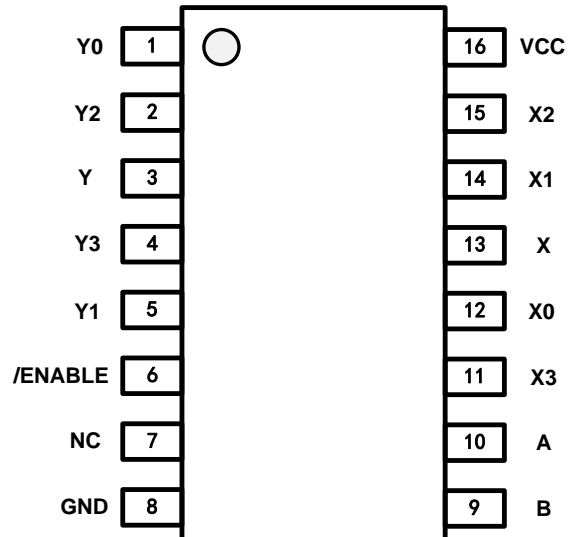 Y0 1 16 VCC
Y2 2 15 X2
Y 3 14 X1
Y3 4 13 X
Y1 5 12 X0
/ENABLE 6 11 X3
NC 7 10 A
GND 8 9 B